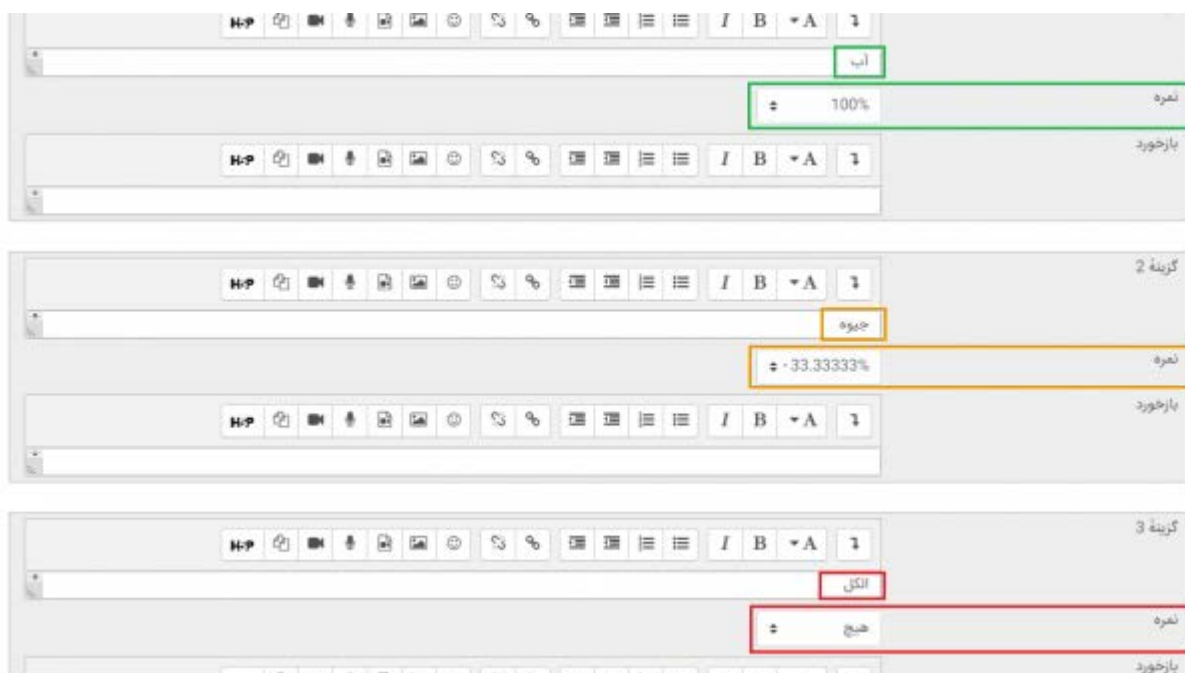 H-P I B A
آب
نمره 100%
بازخورد
H-P I B A
گزینهٔ 2
H-P I B A
جیوه
نمره -33.33333%
بازخورد
H-P I B A
گزینهٔ 3
H-P I B A
الکل
نمره هیچ
بازخورد